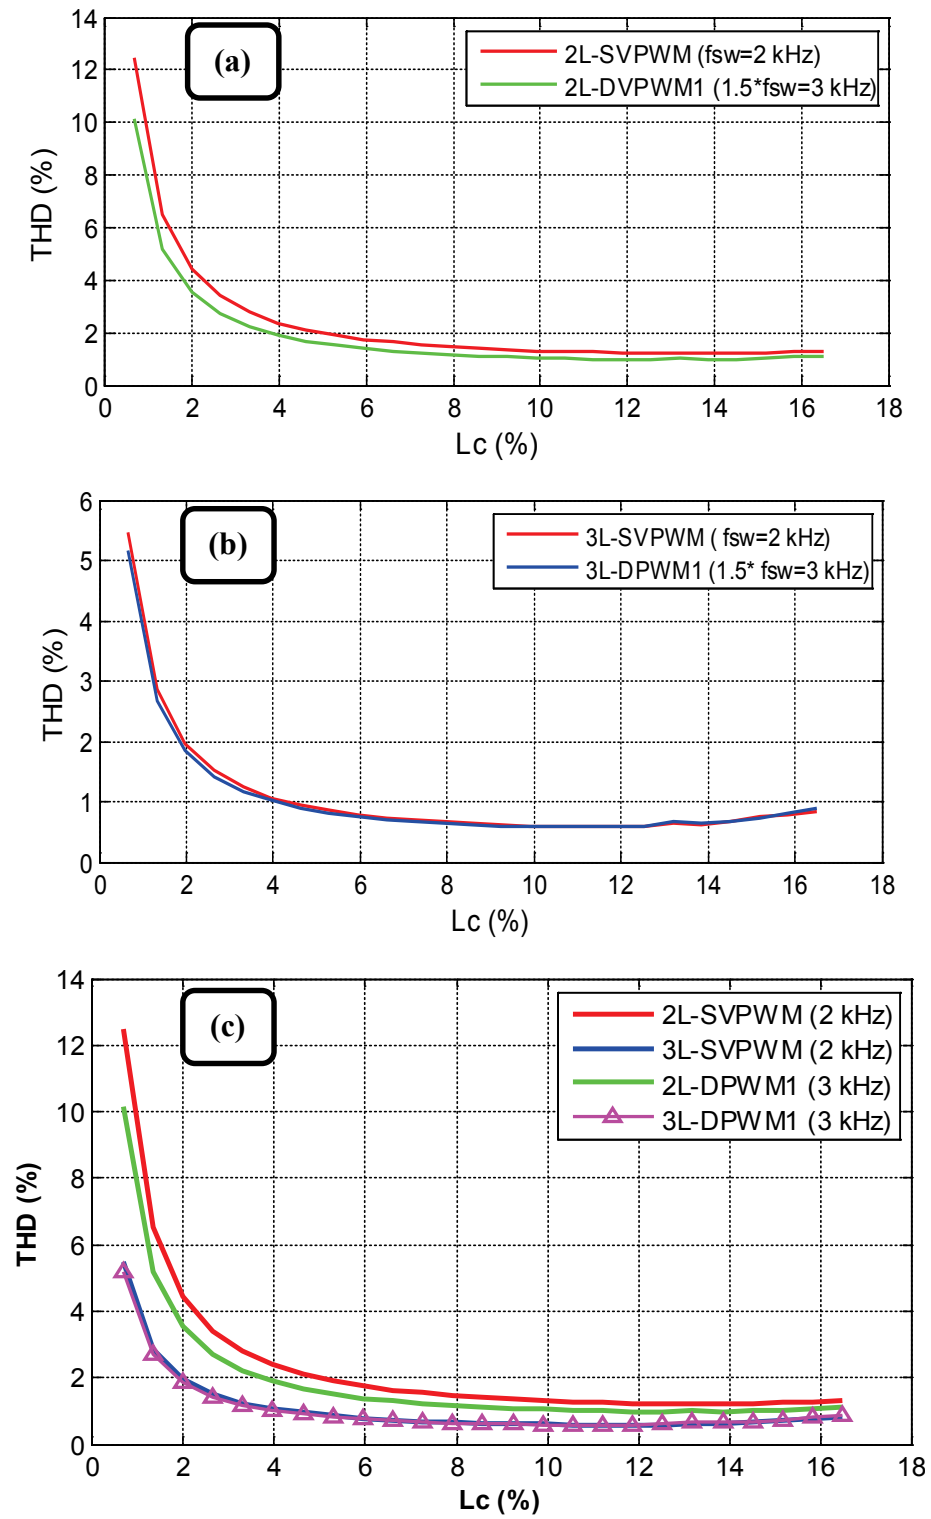 14
12
10
8
6
4
2
0
THD (%)
(a)
2L-SVPWM (fsw=2 kHz)
2L-DVPWM1 (1.5*fsw=3 kHz)
0 2 4 6 8 10 12 14 16 18
Lc (%)
6
5
4
3
2
1
0
THD (%)
(b)
3L-SVPWM ( fsw=2 kHz)
3L-DPWM1 (1.5* fsw=3 kHz)
0 2 4 6 8 10 12 14 16 18
Lc (%)
14
12
10
8
6
4
2
0
THD (%)
(c)
2L-SVPWM (2 kHz)
3L-SVPWM (2 kHz)
2L-DPWM1 (3 kHz)
3L-DPWM1 (3 kHz)
0 2 4 6 8 10 12 14 16 18
Lc (%)